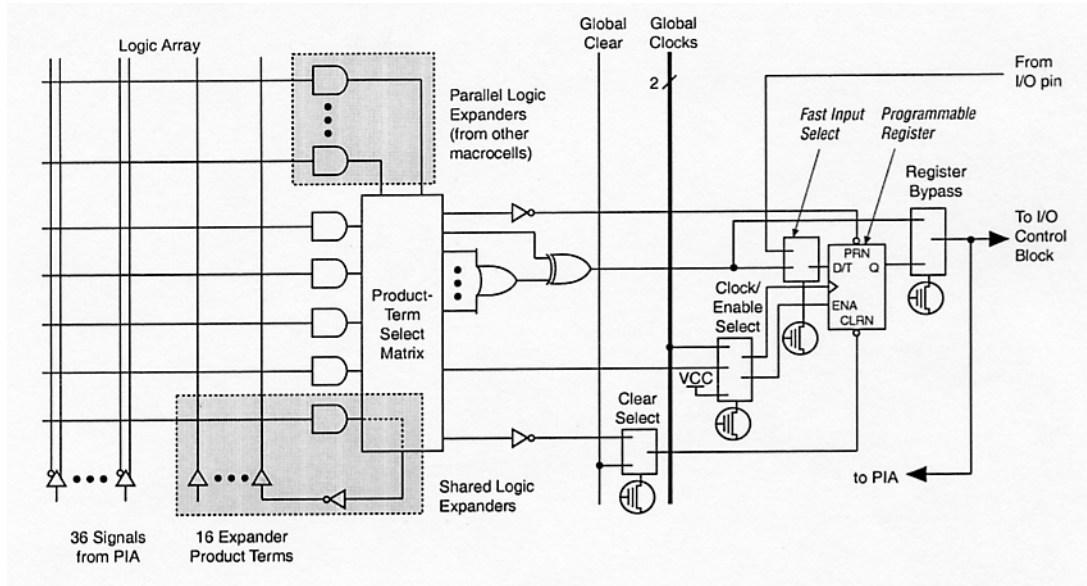 Logic Array
Global
Clear
Global
Clocks
2
From
I/O pin
Parallel Logic
Expanders
(from other
macrocells)
Fast Input
Select
Programmable
Register
Register
Bypass
To I/O
Control
Block
PRN
D/T Q
ENA
CLRN
Product-
Term
Select
Matrix
Clock/
Enable
Select
VCC
Clear
Select
to PIA
Shared Logic
Expanders
36 Signals
from PIA
16 Expander
Product Terms